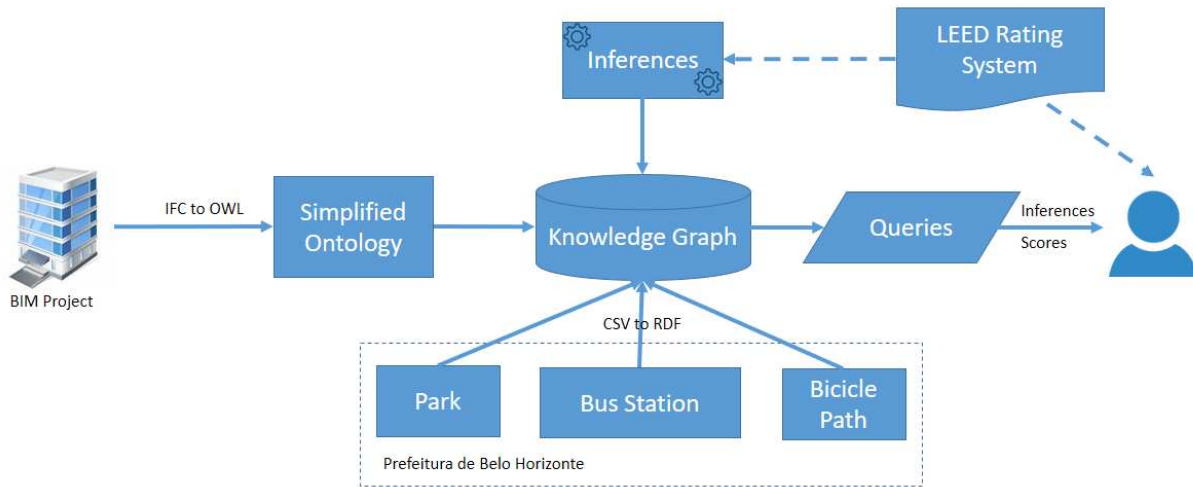 Inferences
LEED Rating
System
BIM Project
IFC to OWL
Simplified
Ontology
Knowledge Graph
Queries
Inferences
Scores
CSV to RDF
Park
Bus Station
Bicicle
Path
Prefeitura de Belo Horizonte